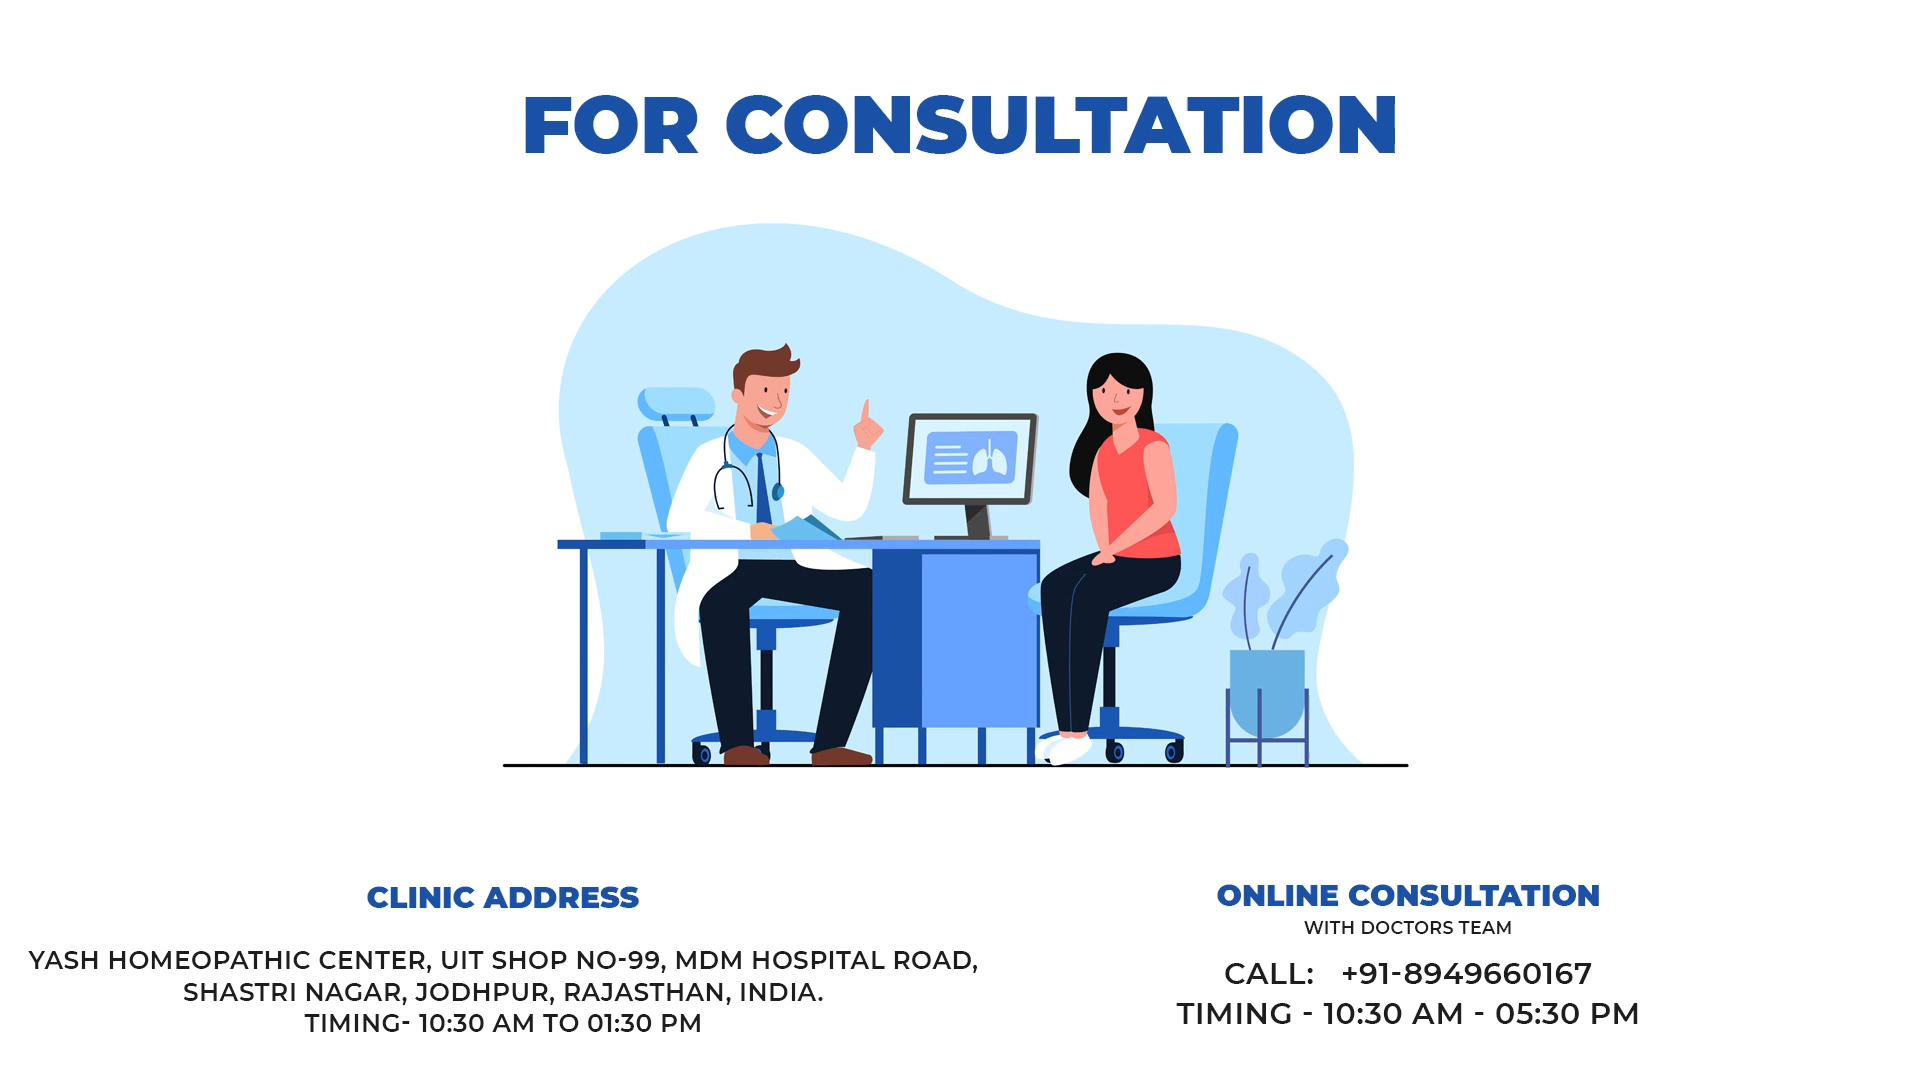 FOR CONSULTATION
CLINIC ADDRESS
YASH HOMEOPATHIC CENTER, UIT SHOP NO-99, MDM HOSPITAL ROAD,
SHASTRI NAGAR, JODHPUR, RAJASTHAN, INDIA.
TIMING- 10:30 AM TO 01:30 PM
ONLINE CONSULTATION
WITH DOCTORS TEAM
CALL: +91-8949660167
TIMING - 10:30 AM - 05:30 PM